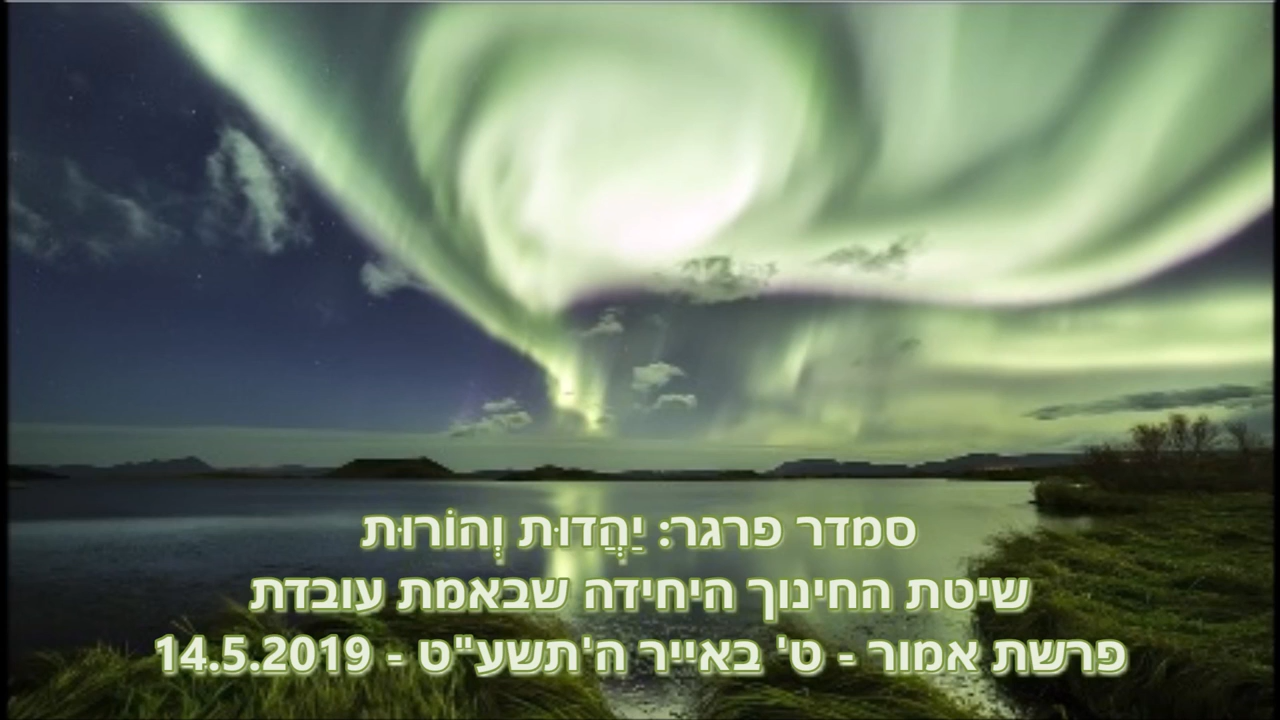 סמדר פרגר: יַהֲדוּת וְהוֹרוּת
שיטת החינוך היחידה שבאמת עובדת
פרשת אמור - ט' באייר ה'תשע"ט - 14.5.2019